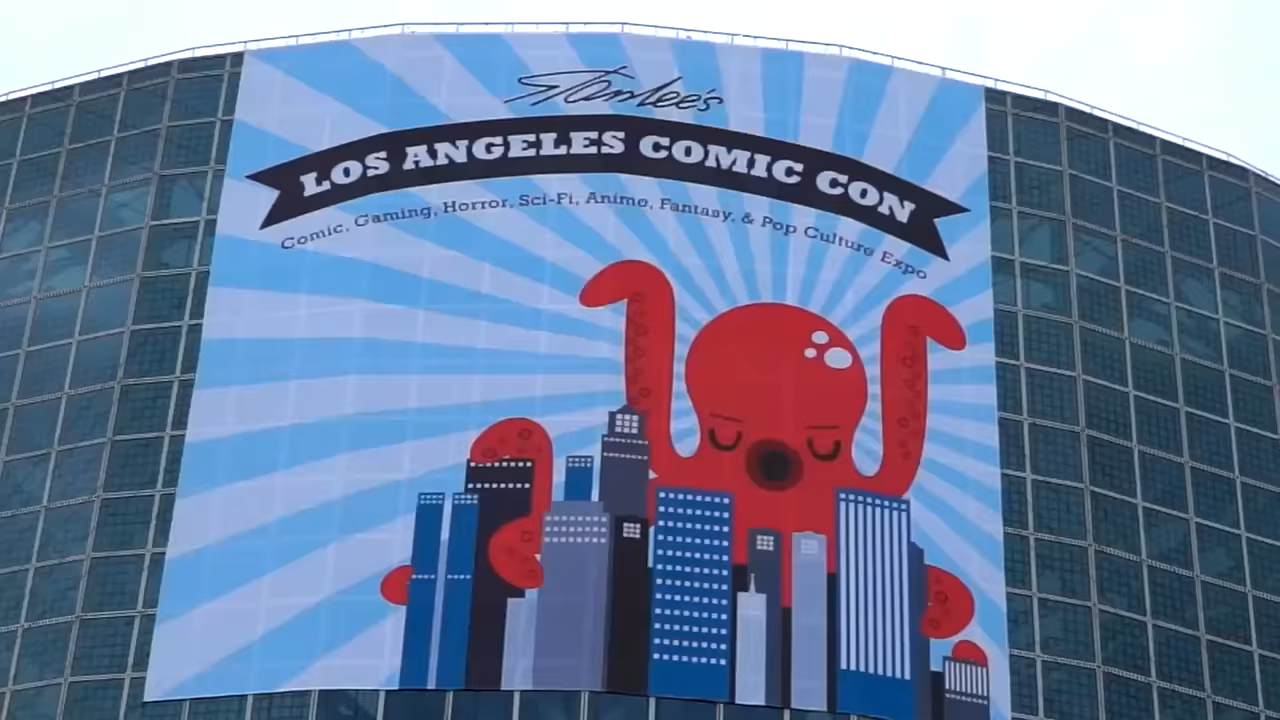 Stan Lee's
LOS ANGELES COMIC CON
Comic, Gaming, Horror, Sci-Fi, Anime, Fantasy, & Pop Culture Expo